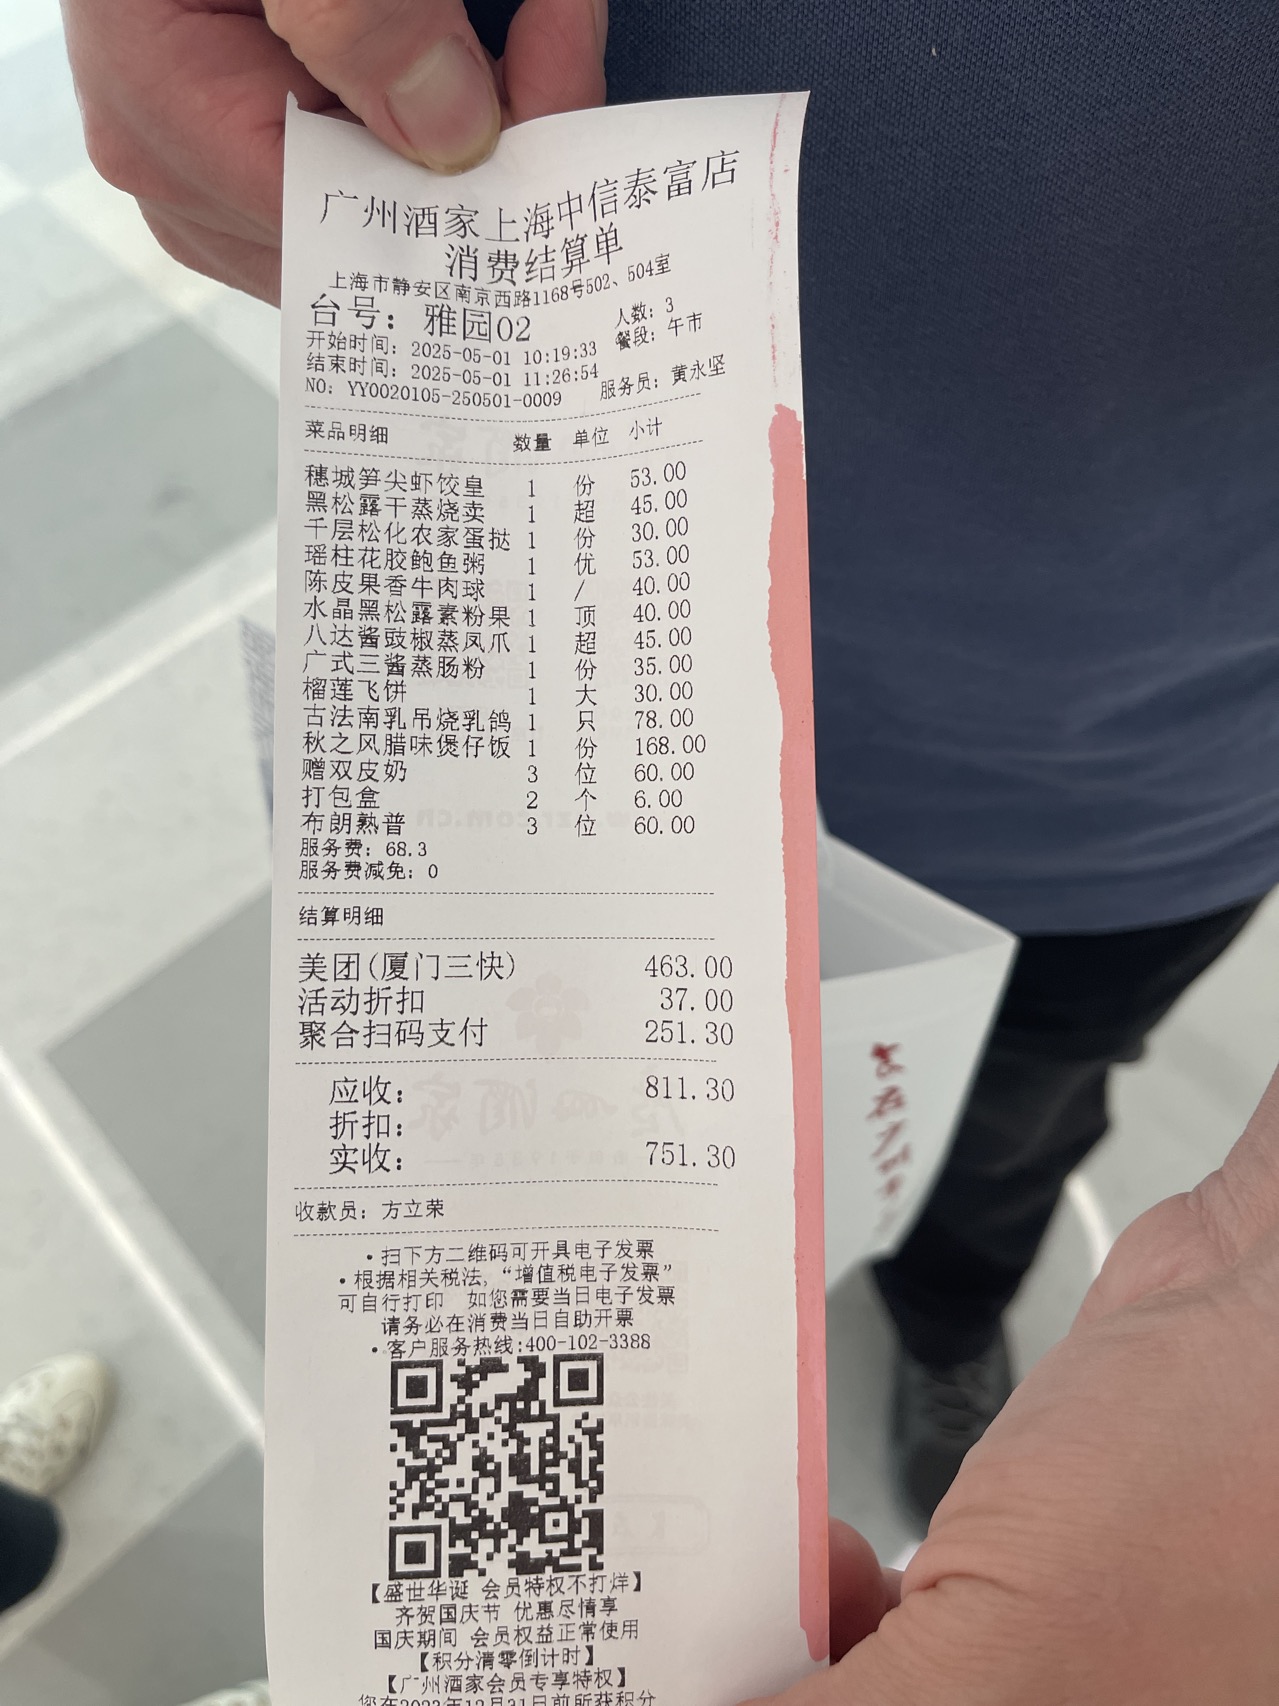 广州酒家上海中信泰富店
消费结算单
上海市静安区南京西路1168号502、504室
台号：雅园02 人数：3
开始时间：2025-05-01 10:19:33 餐段：午市
结束时间：2025-05-01 11:26:54
NO：YY0020105-250501-0009 服务员：黄永坚
菜品明细 数量 单位 小计
穗城笋尖虾饺皇 1 份 53.00
黑松露干蒸烧卖 1 超 45.00
千层松化农家蛋挞 1 份 30.00
瑶柱花胶鲍鱼粥 1 优 53.00
陈皮果香牛肉球 1 / 40.00
水晶黑松露素粉果 1 顶 40.00
八达酱豉椒蒸凤爪 1 超 45.00
广式三酱蒸肠粉 1 份 35.00
榴莲飞饼 1 大 30.00
古法南乳吊烧乳鸽 1 只 78.00
秋之风腊味煲仔饭 1 份 168.00
赠双皮奶 3 位 60.00
打包盒 2 个 6.00
布朗熟普 3 位 60.00
服务费：68.3
服务费减免：0
结算明细
美团(厦门三快) 463.00
活动折扣 37.00
聚合扫码支付 251.30
应收： 811.30
折扣：
实收： 751.30
收款员：方立荣
·扫下方二维码可开具电子发票
·根据相关税法，“增值税电子发票”
可自行打印 如您需要当日电子发票
请务必在消费当日自助开票
·客户服务热线:400-102-3388
【盛世华诞 会员特权不打烊】
齐贺国庆节 优惠尽情享
国庆期间 会员权益正常使用
【积分清零倒计时】
【广州酒家会员专享特权】
您在2023年12月31日前所获积分